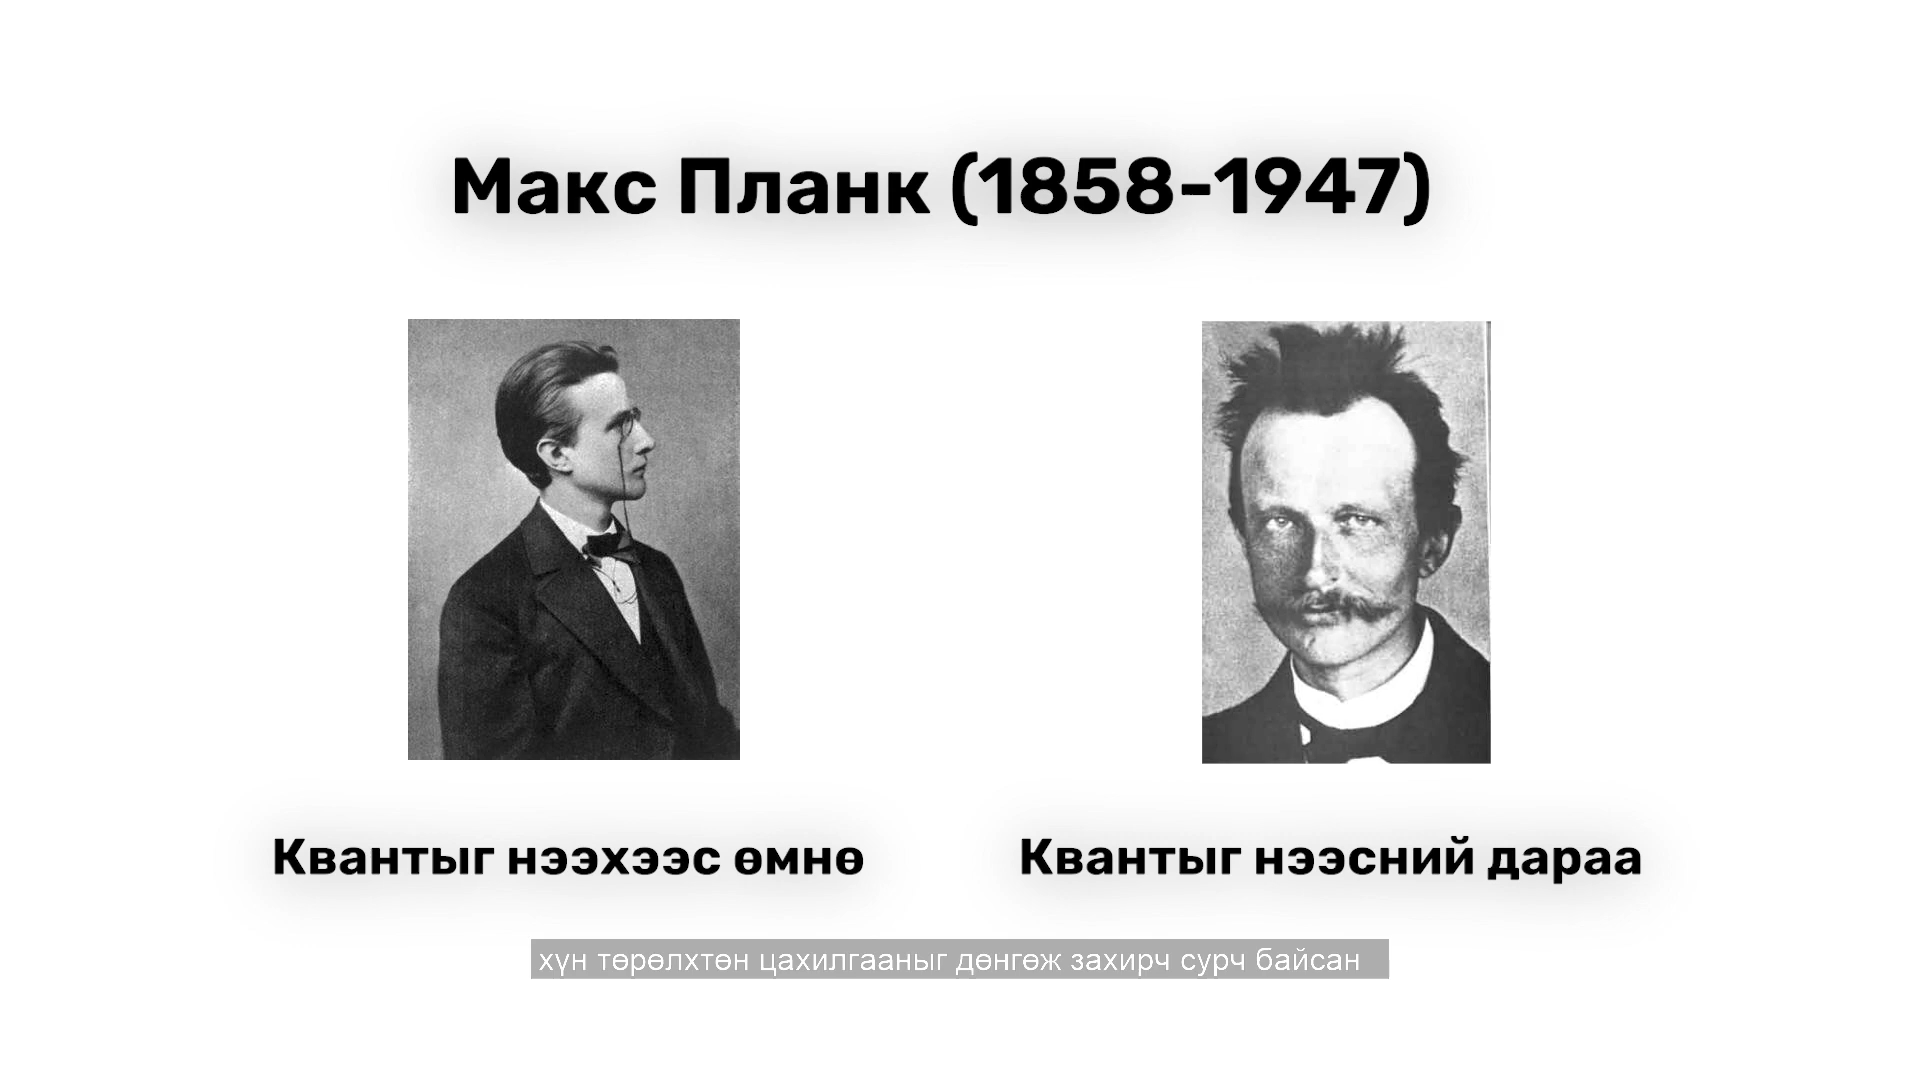 Макс Планк (1858-1947)
Квантыг нээхээс өмнө
Квантыг нээсний дараа
хүн төрөлхтөн цахилгааныг дөнгөж захирч сурч байсан